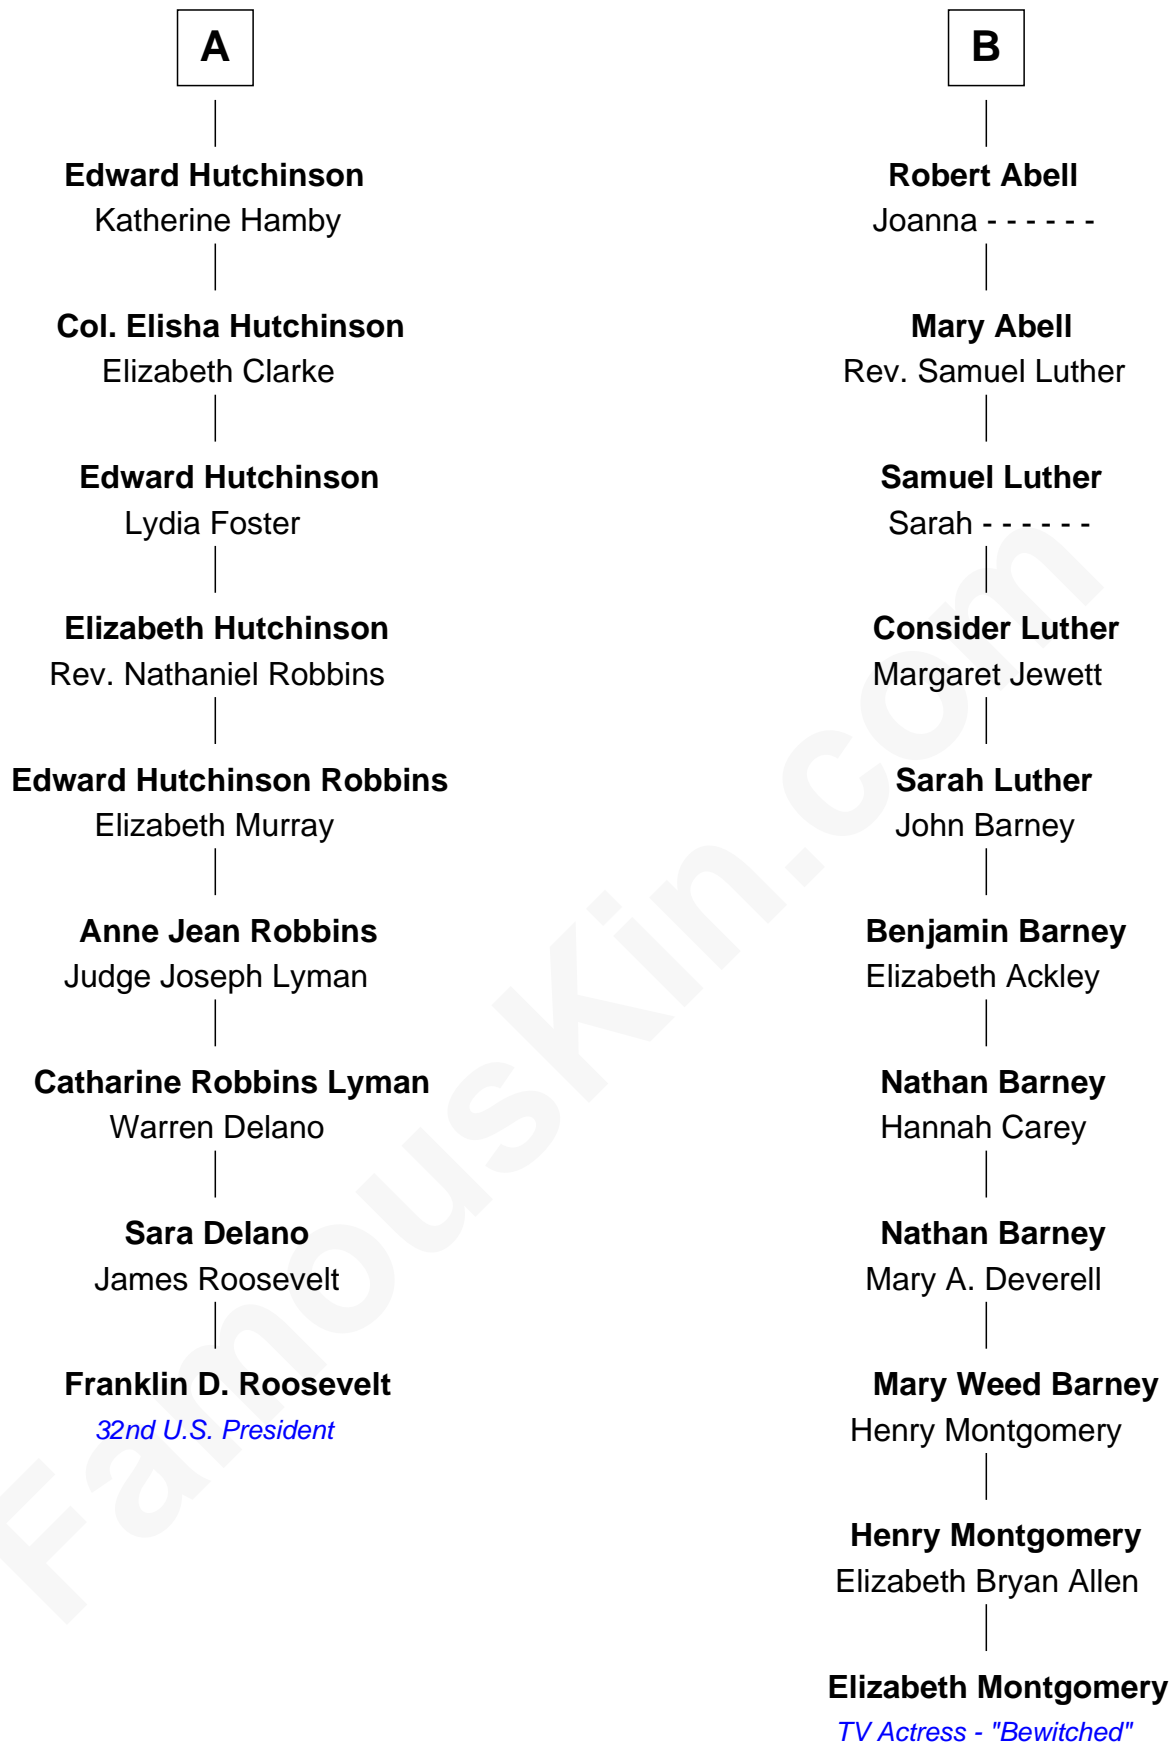 A
Edward Hutchinson
Katherine Hamby
Col. Elisha Hutchinson
Elizabeth Clarke
Edward Hutchinson
Lydia Foster
Elizabeth Hutchinson
Rev. Nathaniel Robbins
Edward Hutchinson Robbins
Elizabeth Murray
Anne Jean Robbins
Judge Joseph Lyman
Catharine Robbins Lyman
Warren Delano
Sara Delano
James Roosevelt
Franklin D. Roosevelt
32nd U.S. President
B
Robert Abell
Joanna - - - - - -
Mary Abell
Rev. Samuel Luther
Samuel Luther
Sarah - - - - - -
Consider Luther
Margaret Jewett
Sarah Luther
John Barney
Benjamin Barney
Elizabeth Ackley
Nathan Barney
Hannah Carey
Nathan Barney
Mary A. Deverell
Mary Weed Barney
Henry Montgomery
Henry Montgomery
Elizabeth Bryan Allen
Elizabeth Montgomery
TV Actress - "Bewitched"
FamousKin.com